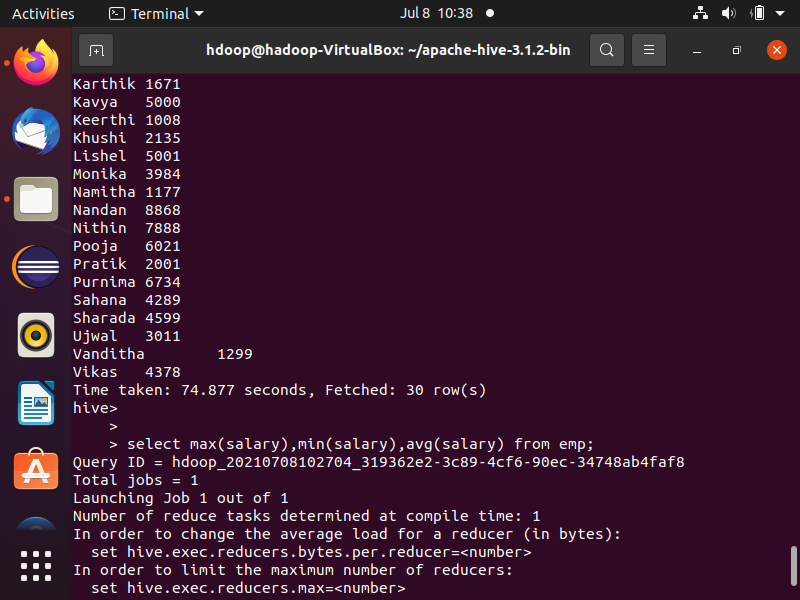 Activities Terminal Jul 8 10:38
hdoop@hadoop-VirtualBox: ~/apache-hive-3.1.2-bin
Karthik 1671
Kavya 5000
Keerthi 1008
Khushi 2135
Lishel 5001
Monika 3984
Namitha 1177
Nandan 8868
Nithin 7888
Pooja 6021
Pratik 2001
Purnima 6734
Sahana 4289
Sharada 4599
Ujwal 3011
Vanditha 1299
Vikas 4378
Time taken: 74.877 seconds, Fetched: 30 row(s)
hive>
>
> select max(salary),min(salary),avg(salary) from emp;
Query ID = hdoop_20210708102704_319362e2-3c89-4cf6-90ec-34748ab4faf8
Total jobs = 1
Launching Job 1 out of 1
Number of reduce tasks determined at compile time: 1
In order to change the average load for a reducer (in bytes):
set hive.exec.reducers.bytes.per.reducer=<number>
In order to limit the maximum number of reducers:
set hive.exec.reducers.max=<number>